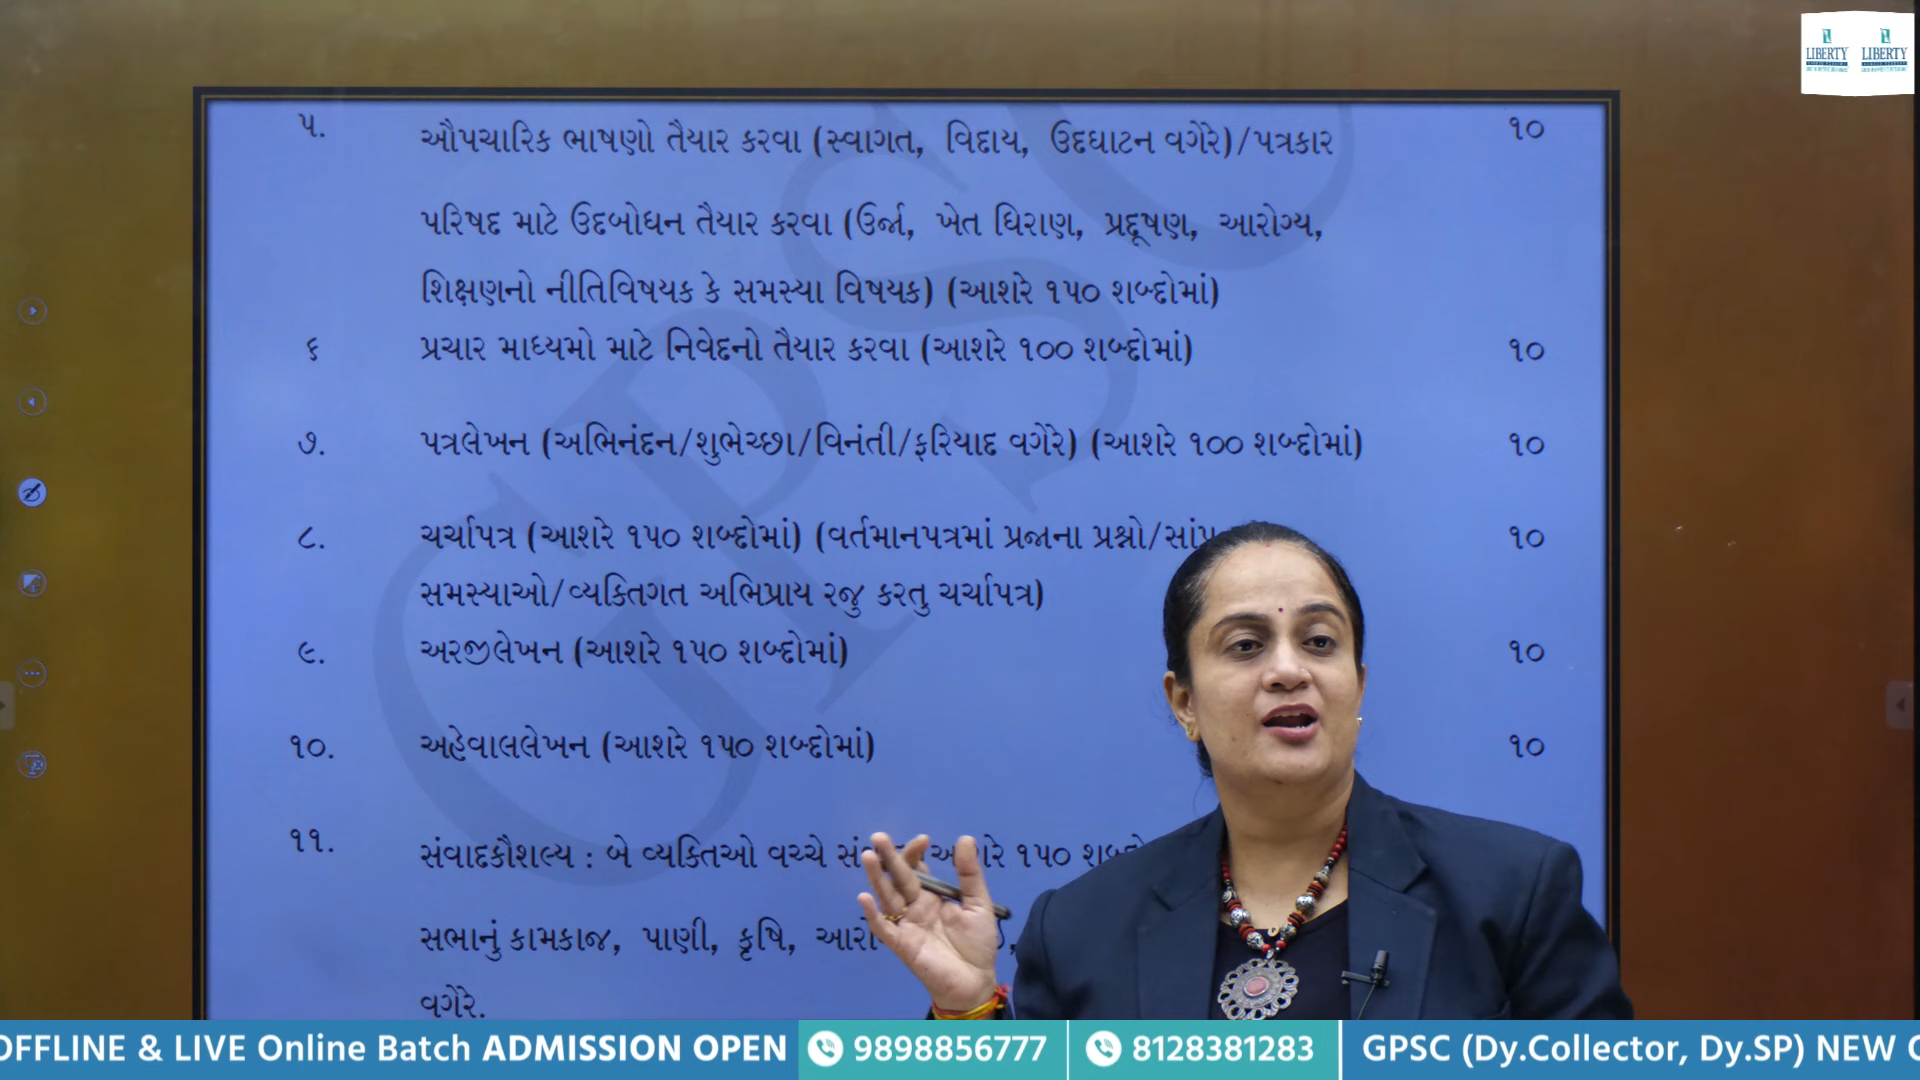 LIBERTY LIBERTY
૫. ઔપચારિક ભાષણો તૈયાર કરવા (સ્વાગત, વિદાય, ઉદઘાટન વગેરે)/પત્રકાર ૧૦
પરિષદ માટે ઉદબોધન તૈયાર કરવા (ઉર્જા, ખેત ધિરાણ, પ્રદૂષણ, આરોગ્ય,
શિક્ષણનો નીતિવિષયક કે સમસ્યા વિષયક) (આશરે ૧૫૦ શબ્દોમાં)
૬ પ્રચાર માધ્યમો માટે નિવેદનો તૈયાર કરવા (આશરે ૧૦૦ શબ્દોમાં) ૧૦
૭. પત્રલેખન (અભિનંદન/શુભેચ્છા/વિનંતી/ફરિયાદ વગેરે) (આશરે ૧૦૦ શબ્દોમાં) ૧૦
૮. ચર્ચાપત્ર (આશરે ૧૫૦ શબ્દોમાં) (વર્તમાનપત્રમાં પ્રજાના પ્રશ્નો/ ૧૦
સમસ્યાઓ/વ્યક્તિગત અભિપ્રાય રજુ કરતુ ચર્ચાપત્ર)
૯. અરજીલેખન (આશરે ૧૫૦ શબ્દોમાં) ૧૦
૧૦. અહેવાલલેખન (આશરે ૧૫૦ શબ્દોમાં) ૧૦
૧૧. સંવાદકૌશલ્ય : બે વ્યક્તિઓ વચ્ચે ૧૫૦
સભાનું કામકાજ, પાણી, કૃષિ,
વગેરે.
GPSC
OFFLINE & LIVE Online Batch ADMISSION OPEN 9898856777 8128381283 GPSC (Dy.Collector, Dy.SP) NEW